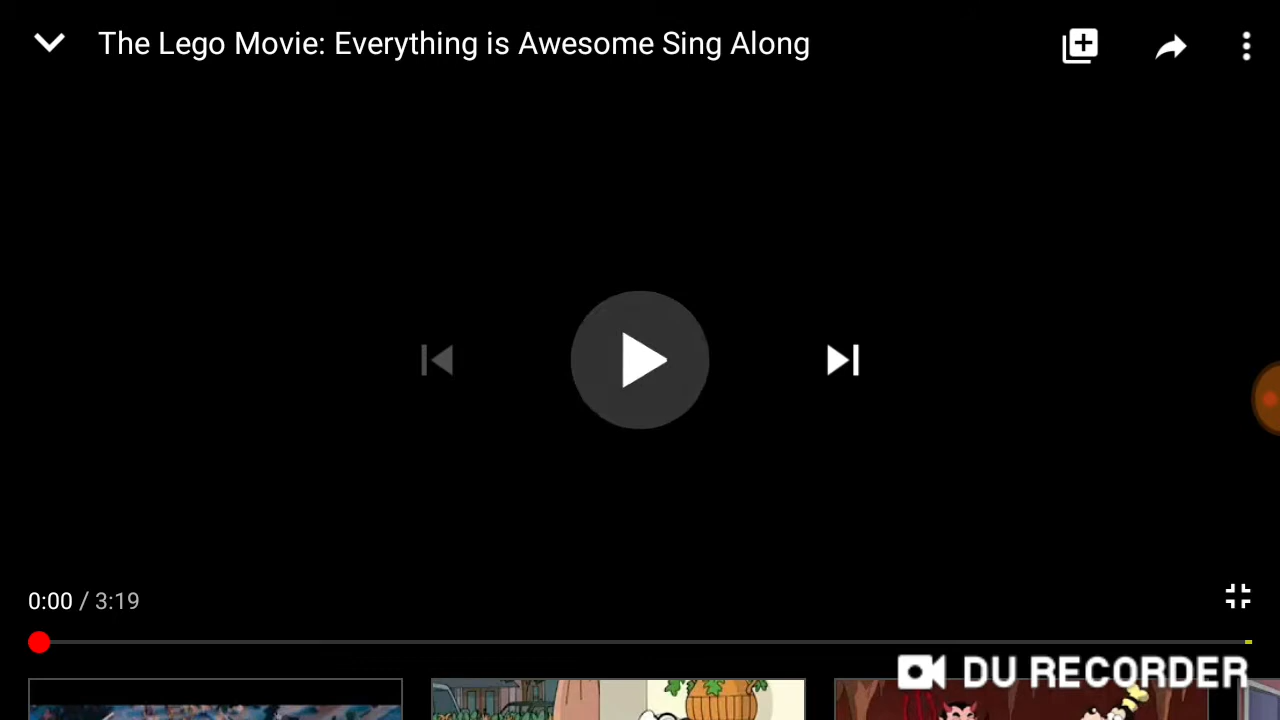 The Lego Movie: Everything is Awesome Sing Along
0:00 / 3:19
DU RECORDER